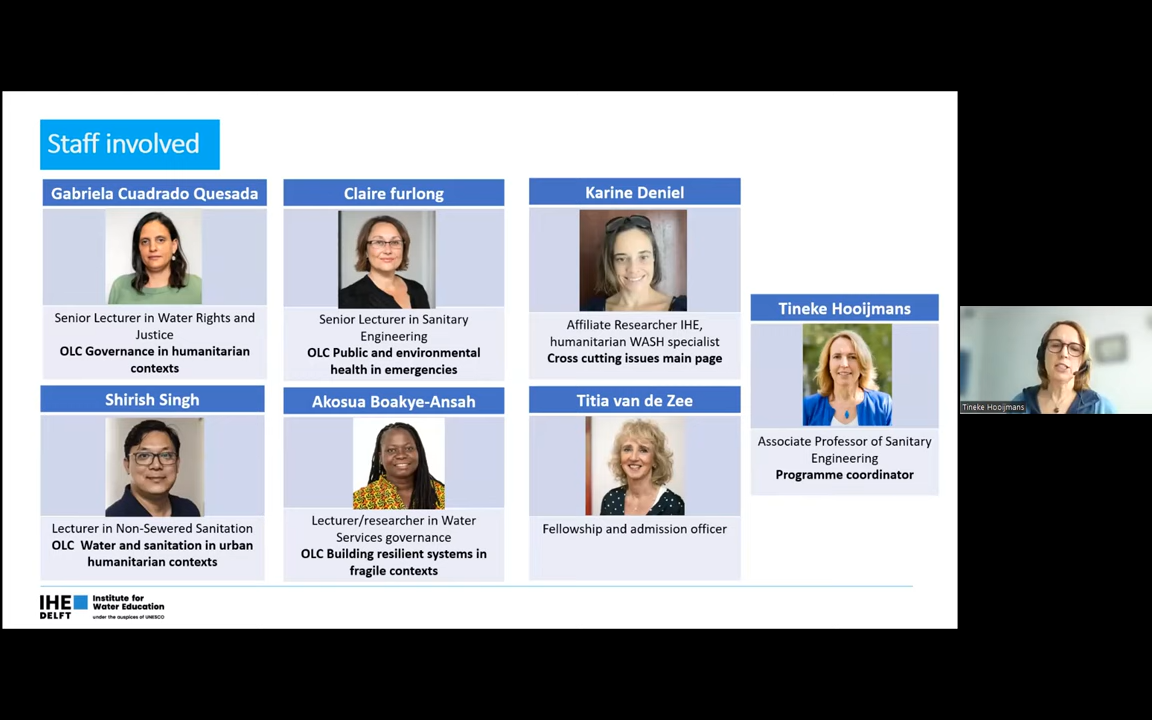 Staff involved
Gabriela Cuadrado Quesada
Senior Lecturer in Water Rights and
Justice
OLC Governance in humanitarian
contexts
Claire furlong
Senior Lecturer in Sanitary
Engineering
OLC Public and environmental
health in emergencies
Karine Deniel
Affiliate Researcher IHE,
humanitarian WASH specialist
Cross cutting issues main page
Tineke Hooijmans
Associate Professor of Sanitary
Engineering
Programme coordinator
Shirish Singh
Lecturer in Non-Sewered Sanitation
OLC Water and sanitation in urban
humanitarian contexts
Akosua Boakye-Ansah
Lecturer/researcher in Water
Services governance
OLC Building resilient systems in
fragile contexts
Titia van de Zee
Fellowship and admission officer
Tineke Hooijmans
IHE
DELFT
Institute for
Water Education
under the auspices of UNESCO